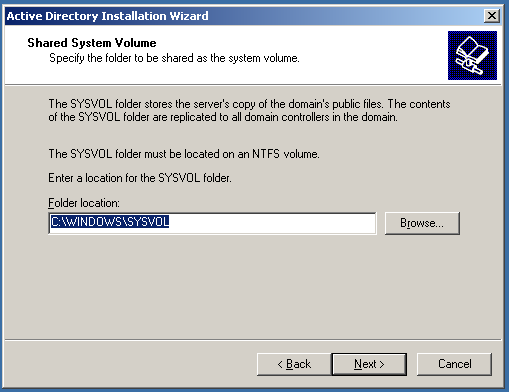 Active Directory Installation Wizard
Shared System Volume
Specify the folder to be shared as the system volume.
The SYSVOL folder stores the server's copy of the domain's public files. The contents
of the SYSVOL folder are replicated to all domain controllers in the domain.
The SYSVOL folder must be located on an NTFS volume.
Enter a location for the SYSVOL folder.
Folder location:
C:\WINDOWS\SYSVOL
Browse...
< Back
Next >
Cancel